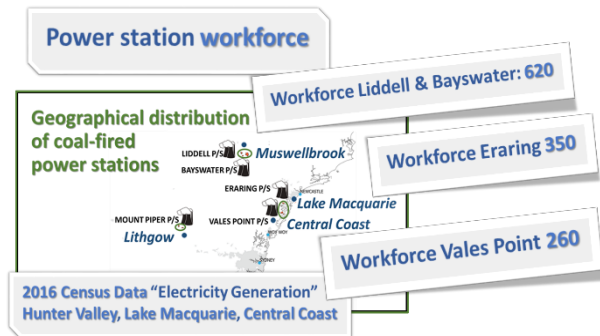 Power station workforce
Workforce Liddell & Bayswater: 620
Geographical distribution
of coal-fired
power stations
Workforce Eraring 350
LIDDELL P/S
Muswellbrook
BAYSWATER P/S
ERARING P/S
NEWCASTLE
Lake Macquarie
MOUNT PIPER P/S
VALES POINT P/S
Central Coast
Lithgow
WOY WOY
Workforce Vales Point 260
SYDNEY
2016 Census Data “Electricity Generation”
Hunter Valley, Lake Macquarie, Central Coast